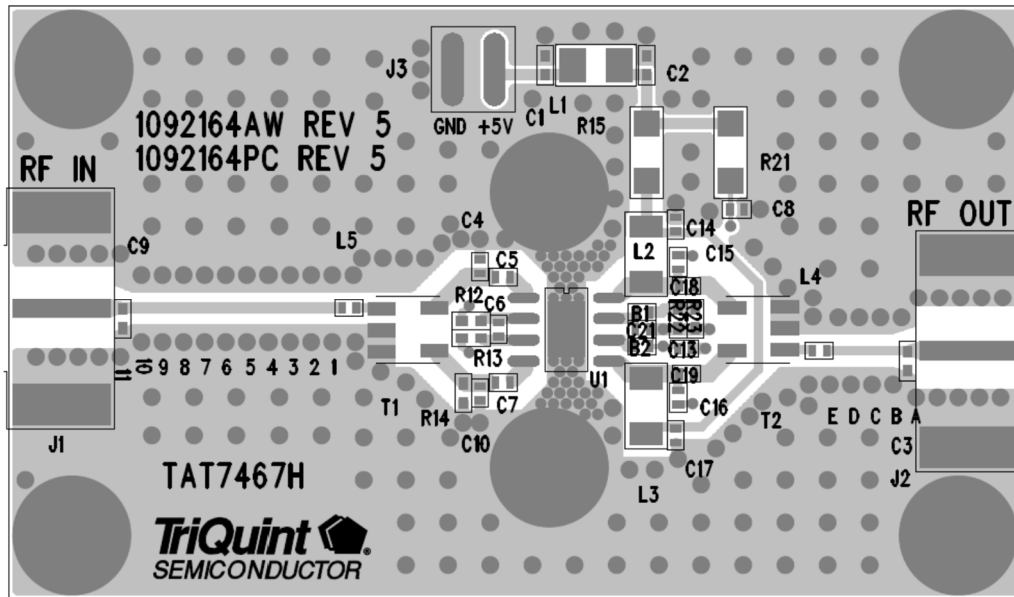 J3
C2
C1
L1
R15
GND +5V
1092164AW REV 5
1092164PC REV 5
R21
RF IN
C8
RF OUT
C4
C14
C9
L5
C5
L2
C15
L4
C18
R12
C6
B1
R22
R23
C21
B2
C13
R13
U1
C19
11 10 9 8 7 6 5 4 3 2 1
T1
R14
C7
C16
T2
E D C B A
C10
J1
C17
C3
J2
L3
TAT7467H
TriQuint
SEMICONDUCTOR